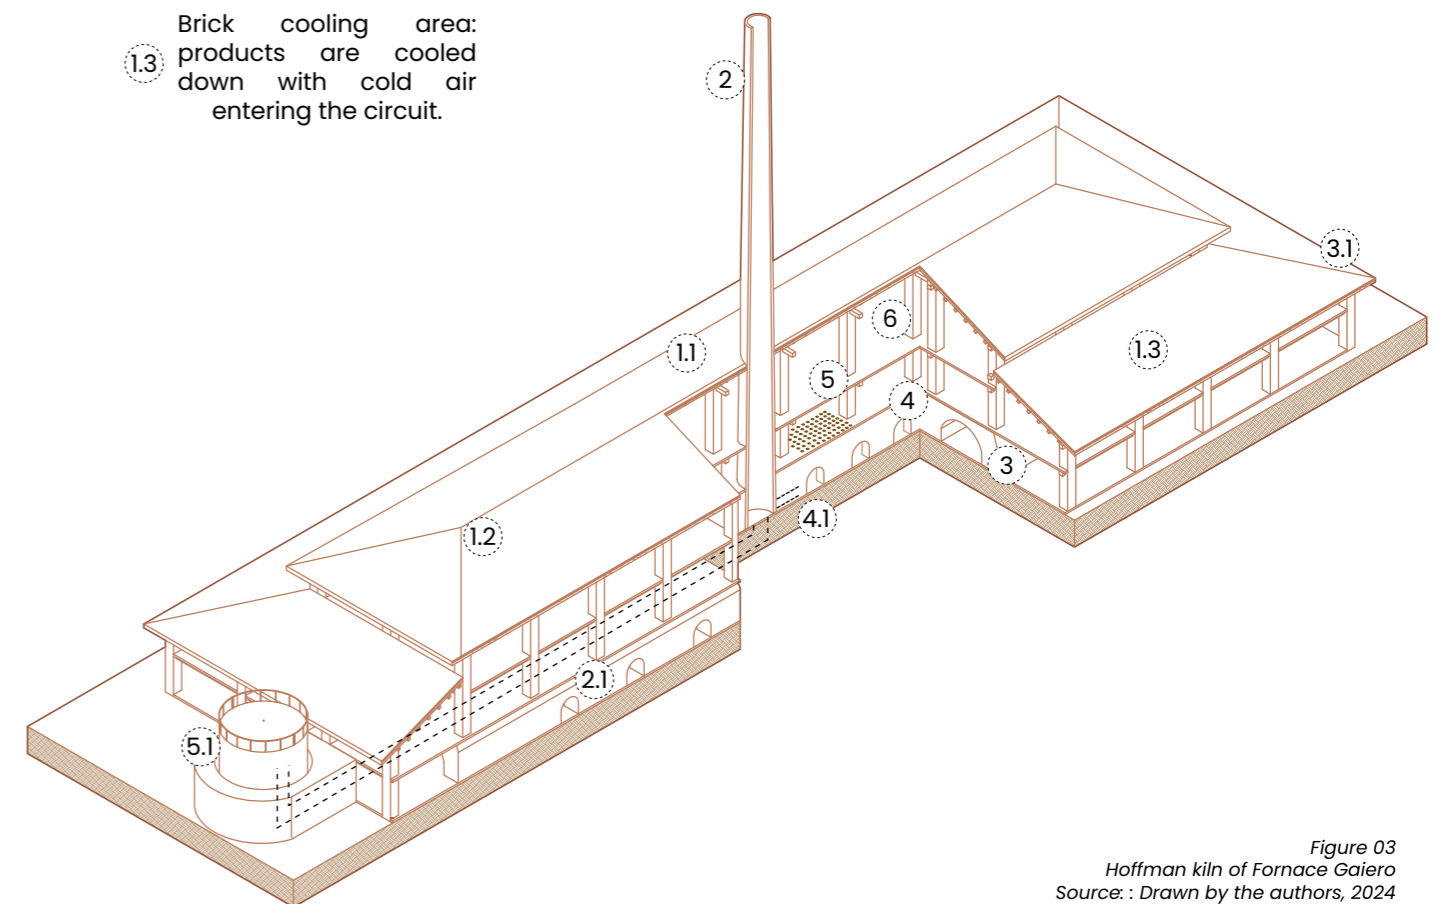 1.3
Brick cooling area:
products are cooled
down with cold air
entering the circuit.
2
3.1
6
1.1
1.3
5
4
3
4.1
1.2
2.1
5.1
Figure 03
Hoffman kiln of Fornace Gaiero
Source: : Drawn by the authors, 2024